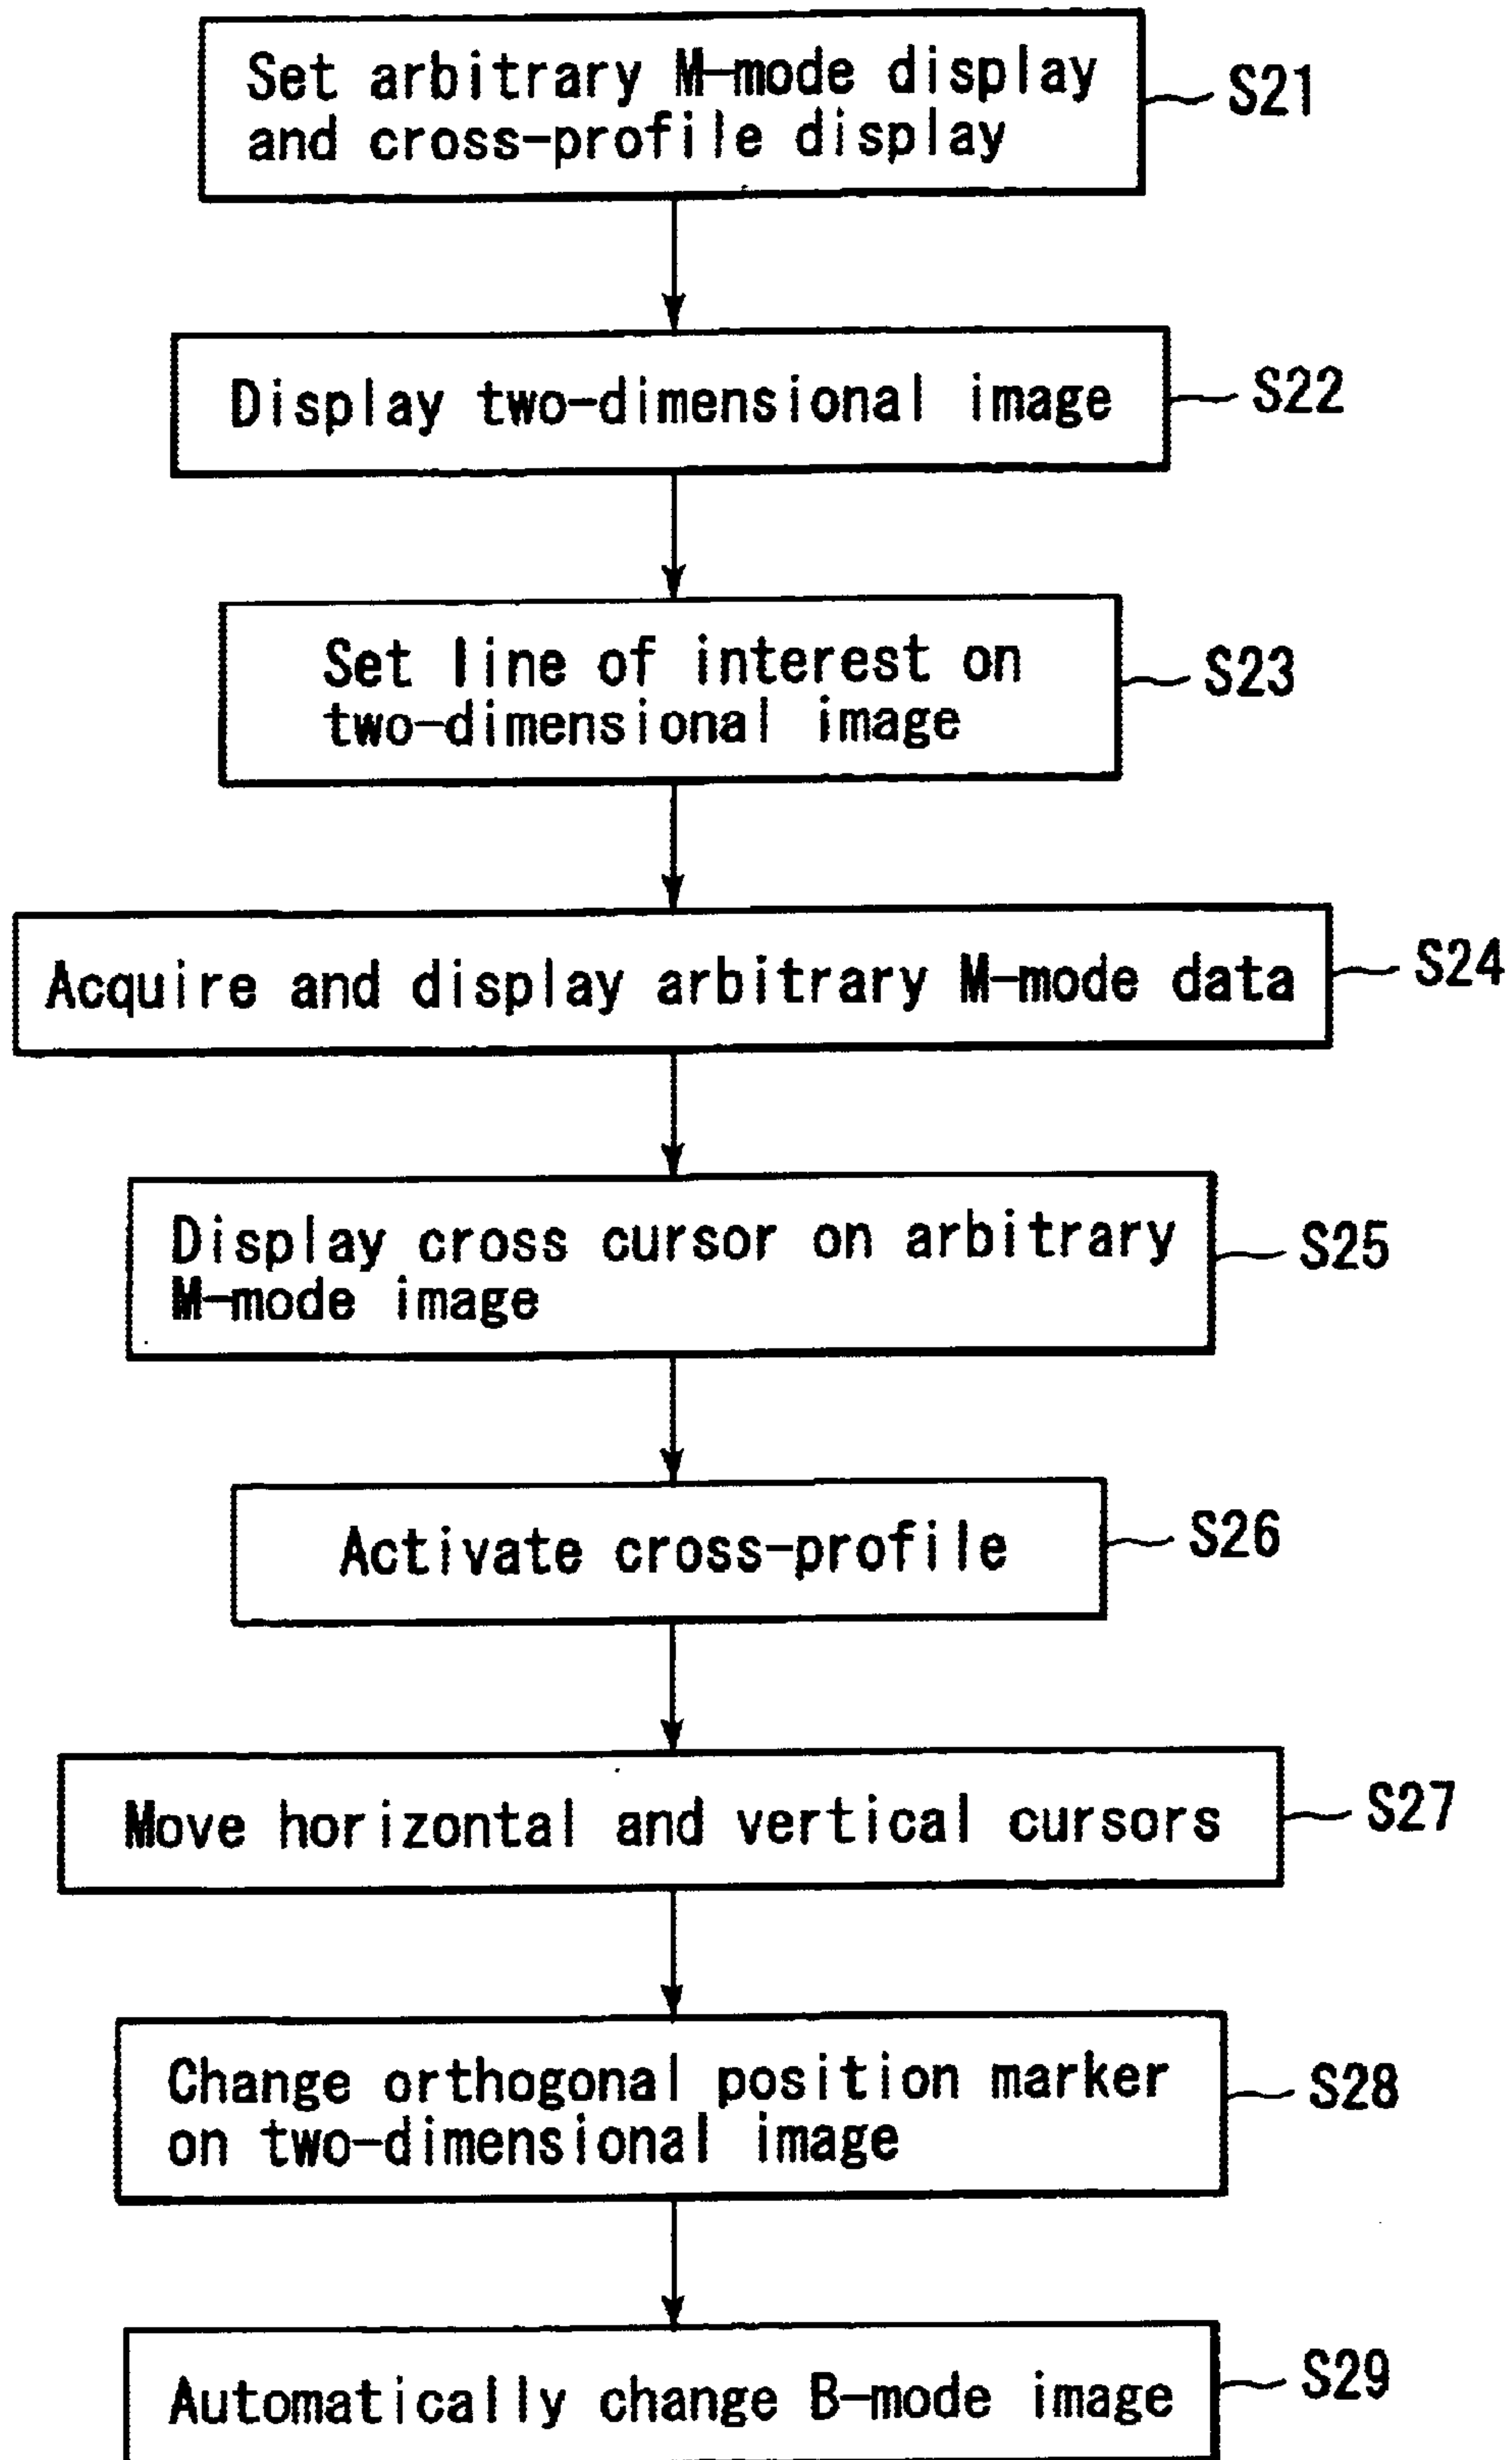 Set arbitrary M-mode display
and cross-profile display
S21
Display two-dimensional image
S22
Set line of interest on
two-dimensional image
S23
Acquire and display arbitrary M-mode data
S24
Display cross cursor on arbitrary
M-mode image
S25
Activate cross-profile
S26
Move horizontal and vertical cursors
S27
Change orthogonal position marker
on two-dimensional image
S28
Automatically change B-mode image
S29